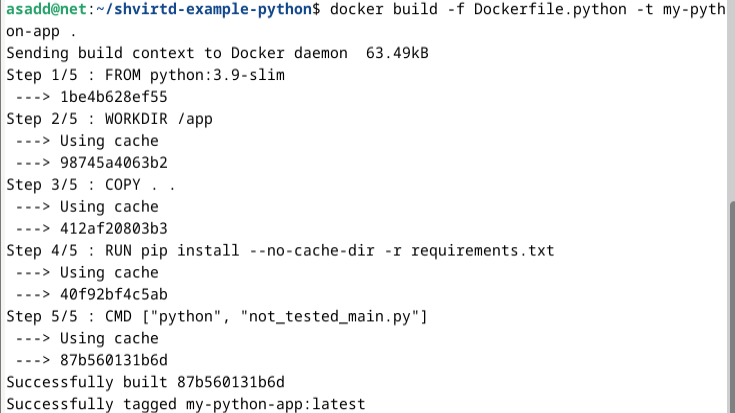 asadd@net:~/shvirtd-example-python$ docker build -f Dockerfile.python -t my-pyth
on-app .
Sending build context to Docker daemon  63.49kB
Step 1/5 : FROM python:3.9-slim
 ---> 1be4b628ef55
Step 2/5 : WORKDIR /app
 ---> Using cache
 ---> 98745a4063b2
Step 3/5 : COPY . .
 ---> Using cache
 ---> 412af20803b3
Step 4/5 : RUN pip install --no-cache-dir -r requirements.txt
 ---> Using cache
 ---> 40f92bf4c5ab
Step 5/5 : CMD ["python", "not_tested_main.py"]
 ---> Using cache
 ---> 87b560131b6d
Successfully built 87b560131b6d
Successfully tagged my-python-app:latest